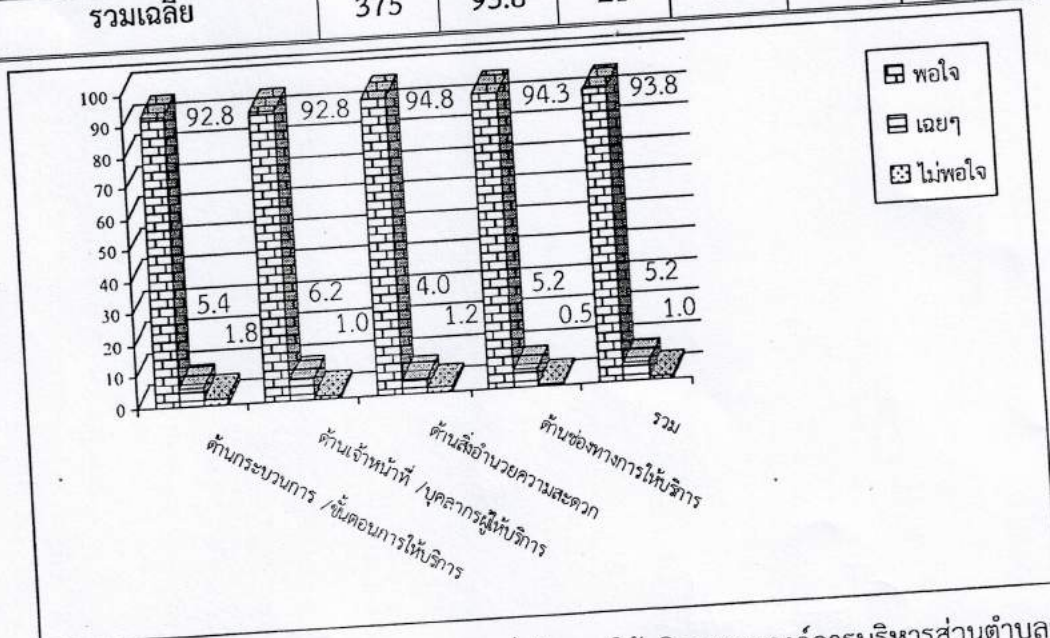 รวมเฉลี่ย 375 93.8
พอใจ
เฉยๆ
ไม่พอใจ
100
90
80
70
60
50
40
30
20
10
0
92.8 92.8 94.8 94.3 93.8
5.4 6.2 4.0 5.2 5.2
1.8 1.0 1.2 0.5 1.0
ด้านกระบวนการ /ขั้นตอนการให้บริการ
ด้านเจ้าหน้าที่ /บุคลากรผู้ให้บริการ
ด้านสิ่งอำนวยความสะดวก
ด้านช่องทางการให้บริการ
รวม